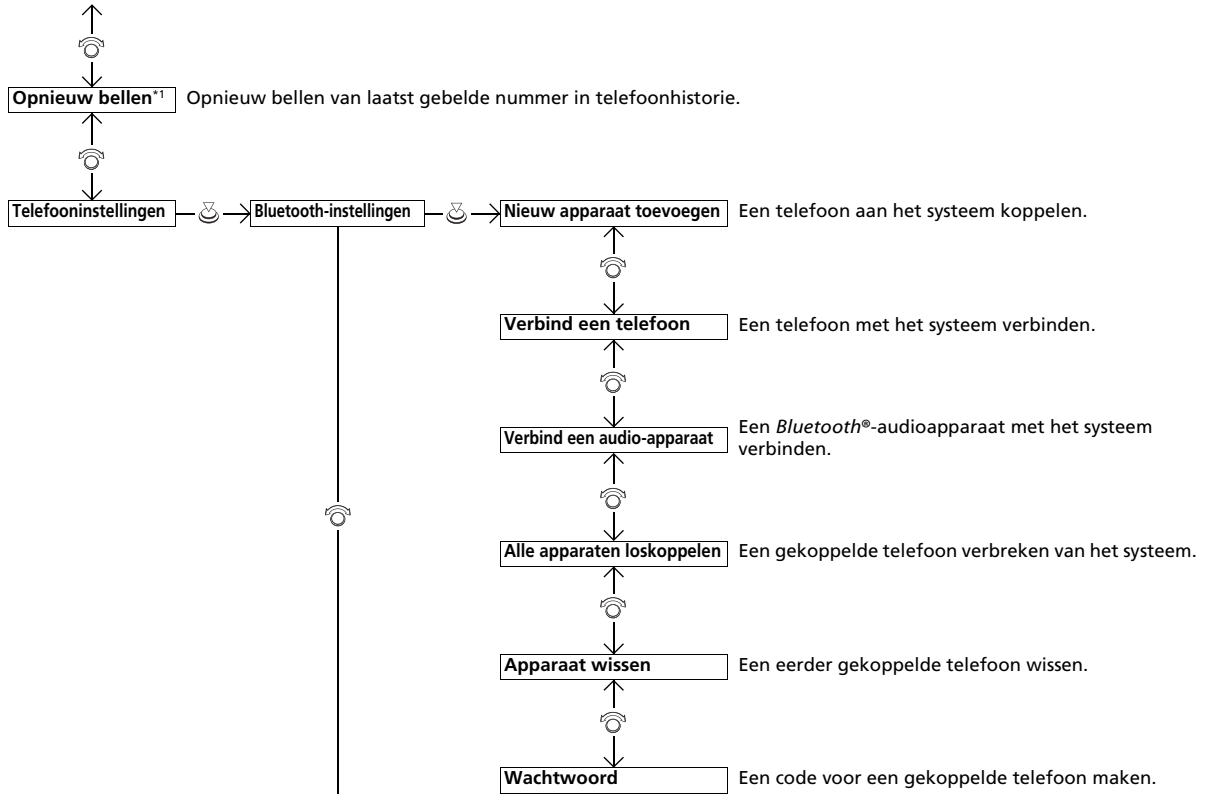 Opnieuw bellen*1 Opnieuw bellen van laatst gebelde nummer in telefoonhistorie.
Telefooninstellingen Bluetooth-instellingen Nieuw apparaat toevoegen Een telefoon aan het systeem koppelen.
Verbind een telefoon Een telefoon met het systeem verbinden.
Verbind een audio-apparaat Een Bluetooth®-audioapparaat met het systeem
verbinden.
Alle apparaten loskoppelen Een gekoppelde telefoon verbreken van het systeem.
Apparaat wissen Een eerder gekoppelde telefoon wissen.
Wachtwoord Een code voor een gekoppelde telefoon maken.